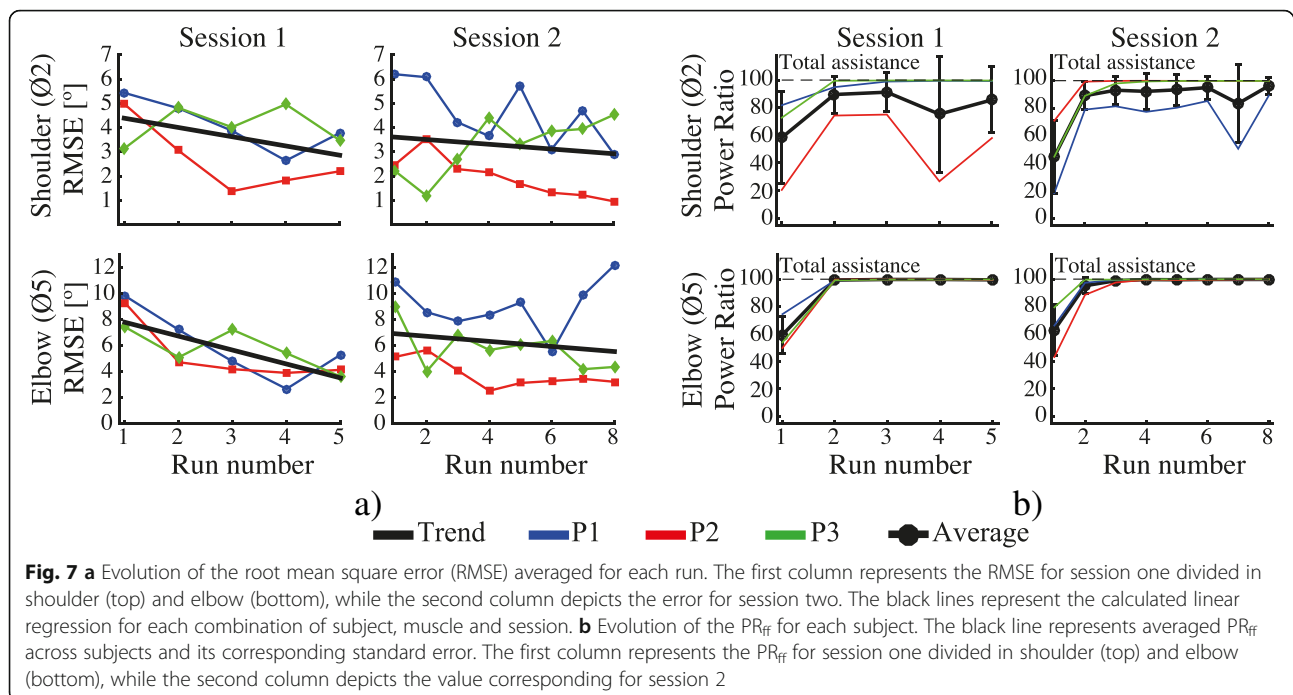 Session 1 Session 2 Session 1 Session 2
Shoulder (Ø2)
RMSE [°]
7
6
5
4
3
2
1
7
6
5
4
3
2
1
Shoulder (Ø2)
Power Ratio
Total assistance
100
80
60
40
20
0
Total assistance
100
80
60
40
20
0
Elbow (Ø5)
RMSE [°]
12
10
8
6
4
2
0
12
10
8
6
4
2
0
Elbow (Ø5)
Power Ratio
Total assistance
100
80
60
40
20
0
Total assistance
100
80
60
40
20
0
1 2 3 4 5 2 4 6 8 1 2 3 4 5 2 4 6 8
Run number Run number Run number Run number
a) b)
Trend P1 P2 P3 Average
Fig. 7 a Evolution of the root mean square error (RMSE) averaged for each run. The first column represents the RMSE for session one divided in
shoulder (top) and elbow (bottom), while the second column depicts the error for session two. The black lines represent the calculated linear
regression for each combination of subject, muscle and session. b Evolution of the PRff for each subject. The black line represents averaged PRff
across subjects and its corresponding standard error. The first column represents the PRff for session one divided in shoulder (top) and elbow
(bottom), while the second column depicts the value corresponding for session 2